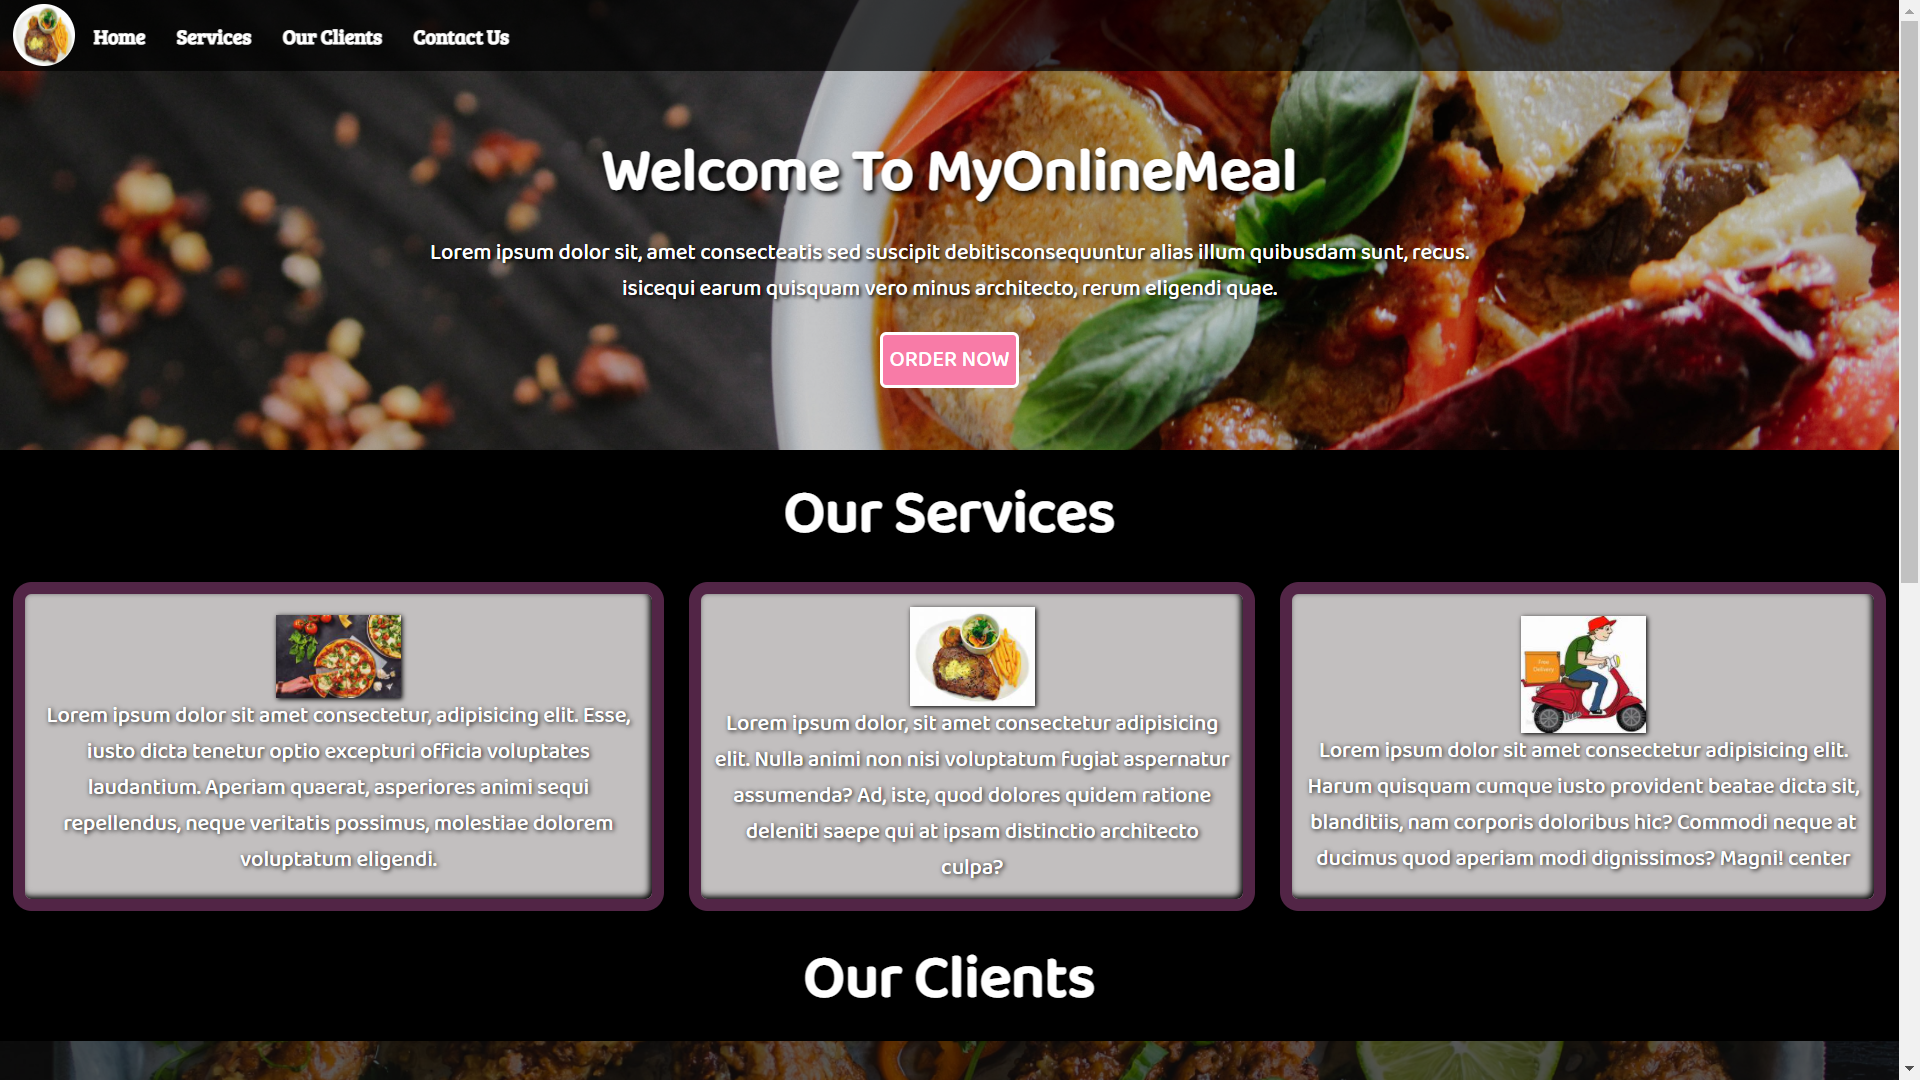 Home Services Our Clients Contact Us
Welcome To MyOnlineMeal
Lorem ipsum dolor sit, amet consecteatis sed suscipit debitisconsequuntur alias illum quibusdam sunt, recus.
isicequi earum quisquam vero minus architecto, rerum eligendi quae.
ORDER NOW
Our Services
Lorem ipsum dolor sit amet consectetur, adipisicing elit. Esse,
iusto dicta tenetur optio excepturi officia voluptates
laudantium. Aperiam quaerat, asperiores animi sequi
repellendus, neque veritatis possimus, molestiae dolorem
voluptatum eligendi.
Lorem ipsum dolor, sit amet consectetur adipisicing
elit. Nulla animi non nisi voluptatum fugiat aspernatur
assumenda? Ad, iste, quod dolores quidem ratione
deleniti saepe qui at ipsam distinctio architecto
culpa?
Free
Delivery
Lorem ipsum dolor sit amet consectetur adipisicing elit.
Harum quisquam cumque iusto provident beatae dicta sit,
blanditiis, nam corporis doloribus hic? Commodi neque at
ducimus quod aperiam modi dignissimos? Magni! center
Our Clients